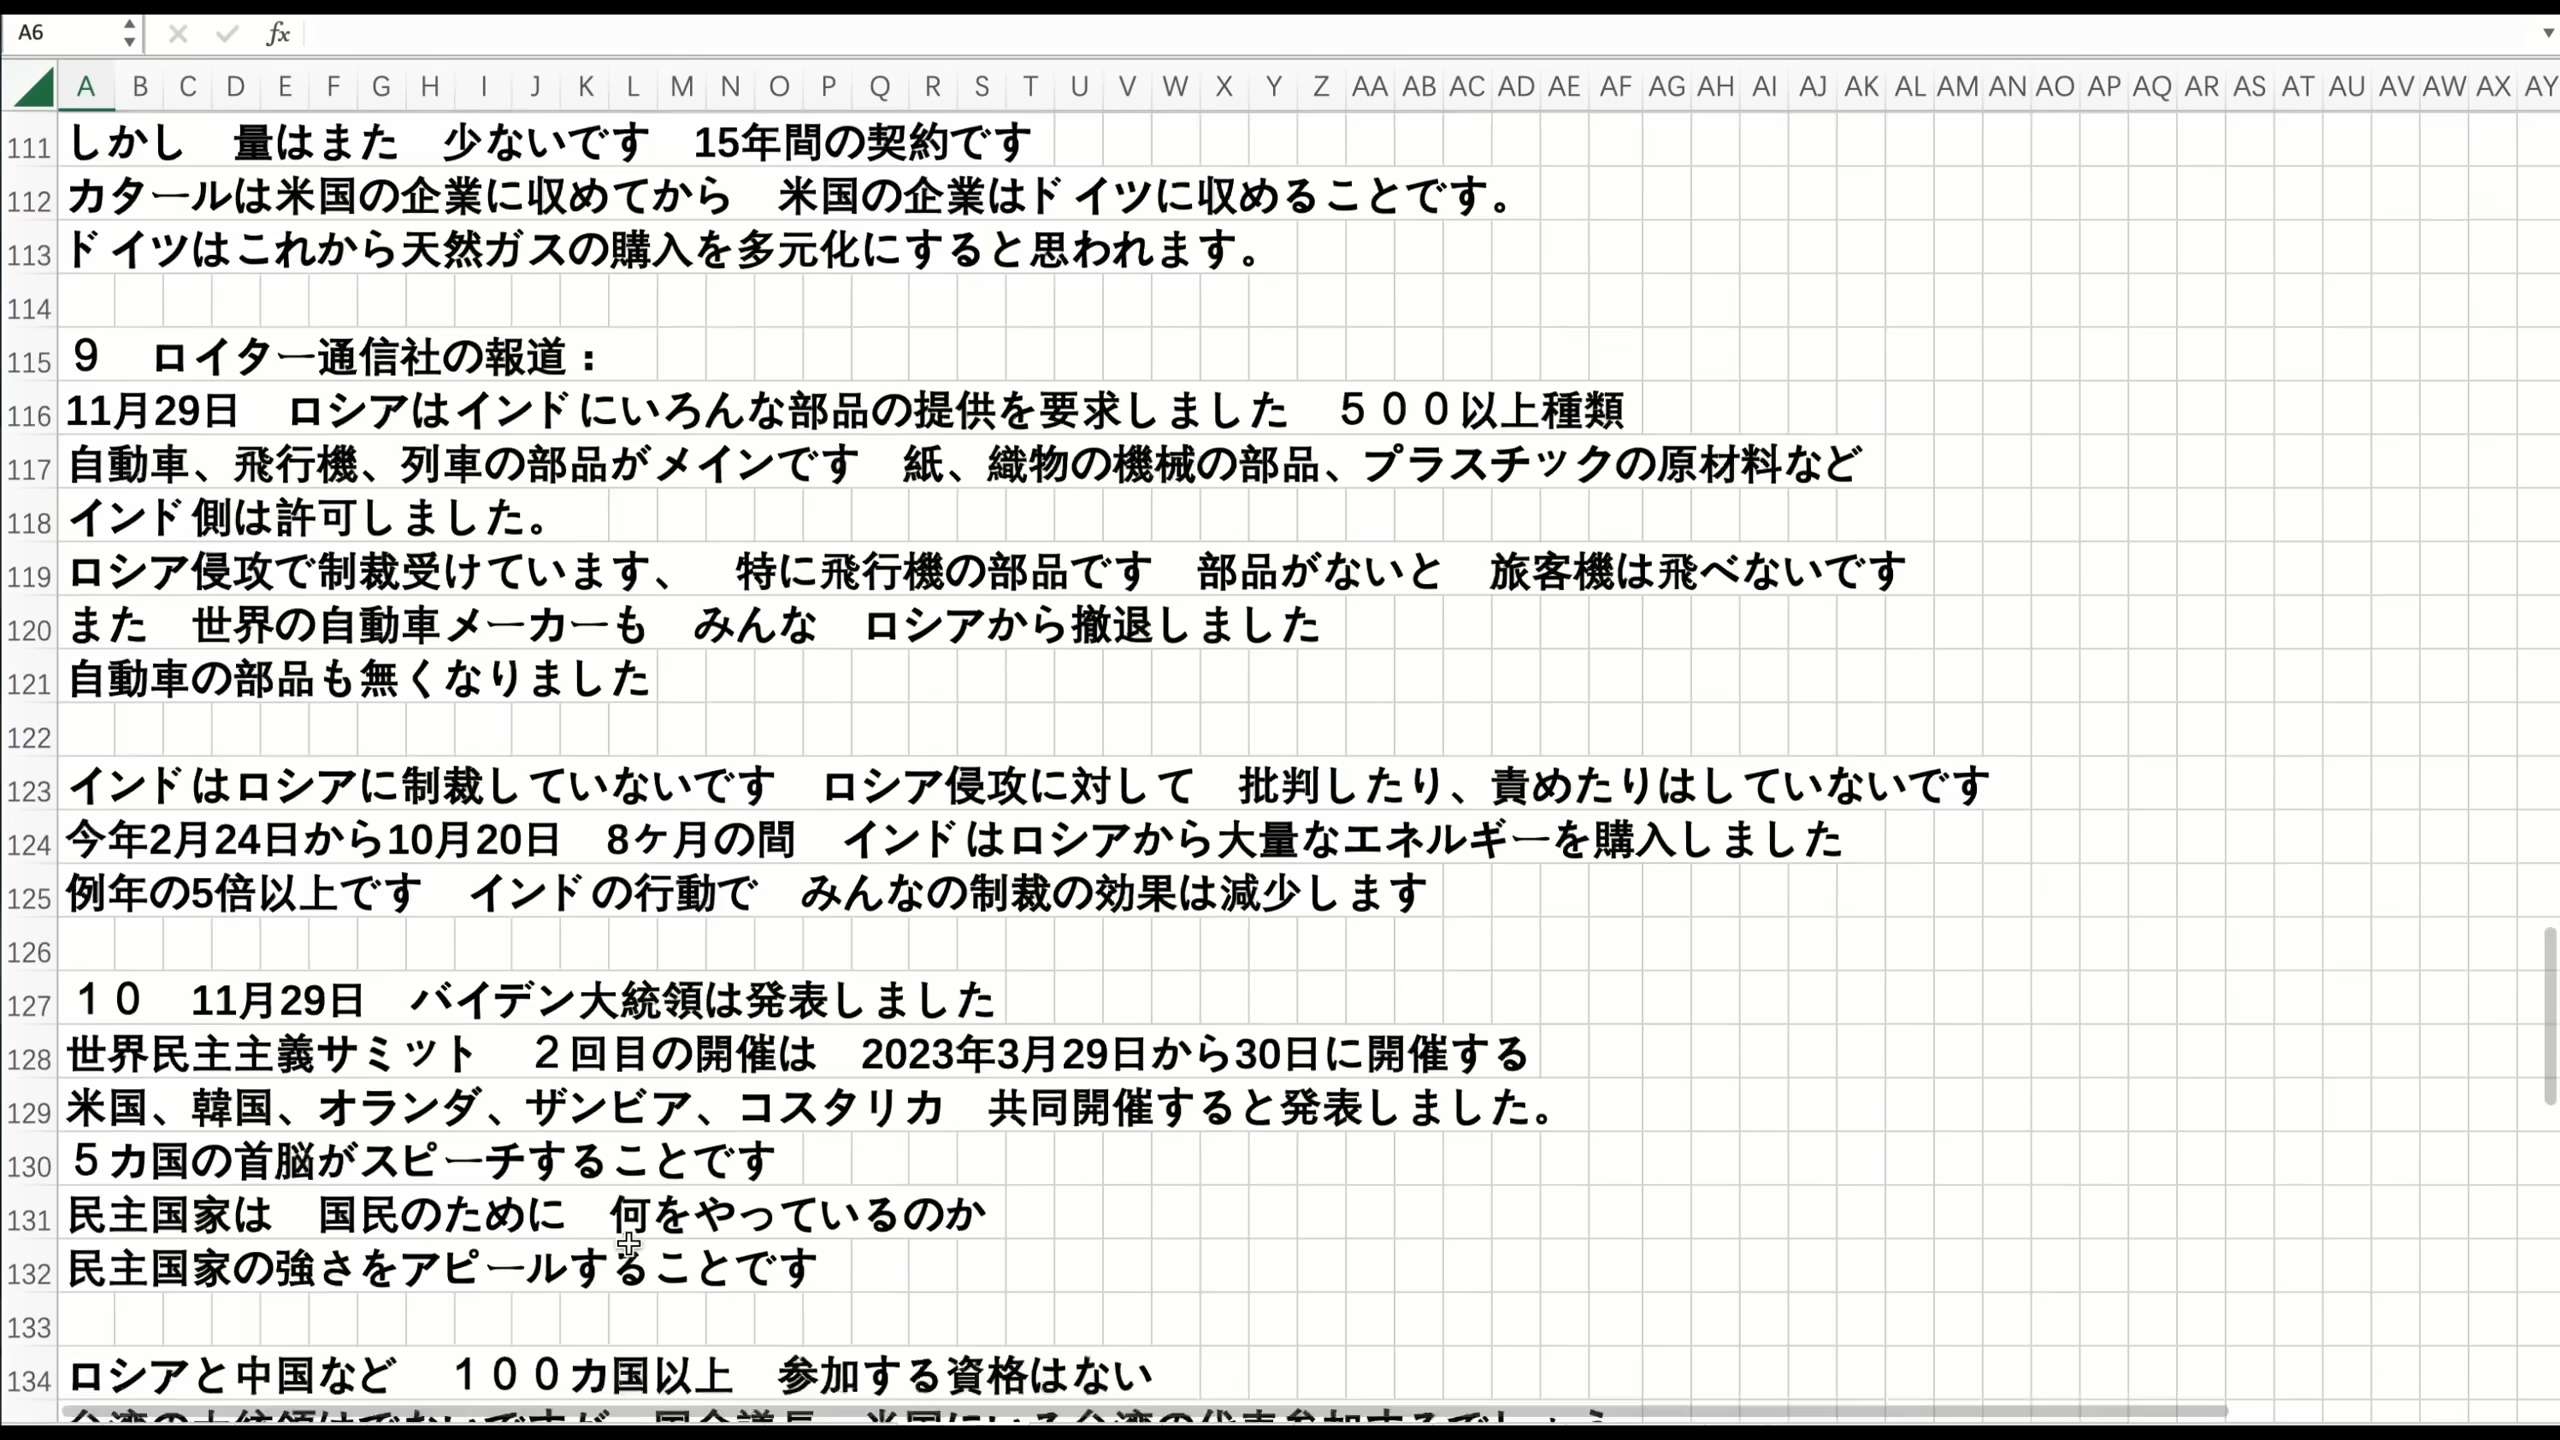 A6
fx
A B C D E F G H I J K L M N O P Q R S T U V W X Y Z AA AB AC AD AE AF AG AH AI AJ AK AL AM AN AO AP AQ AR AS AT AU AV AW AX AY
111 しかし　量はまた　少ないです　15年間の契約です
112 カタールは米国の企業に収めてから　米国の企業はドイツに収めることです。
113 ドイツはこれから天然ガスの購入を多元化にすると思われます。
114
115 ９　ロイター通信社の報道：
116 11月29日　ロシアはインドにいろんな部品の提供を要求しました　５００以上種類
117 自動車、飛行機、列車の部品がメインです　紙、織物の機械の部品、プラスチックの原材料など
118 インド側は許可しました。
119 ロシア侵攻で制裁受けています、　特に飛行機の部品です　部品がないと　旅客機は飛べないです
120 また　世界の自動車メーカーも　みんな　ロシアから撤退しました
121 自動車の部品も無くなりました
122
123 インドはロシアに制裁していないです　ロシア侵攻に対して　批判したり、責めたりはしていないです
124 今年2月24日から10月20日　8ケ月の間　インドはロシアから大量なエネルギーを購入しました
125 例年の5倍以上です　インドの行動で　みんなの制裁の効果は減少します
126
127 １０　11月29日　バイデン大統領は発表しました
128 世界民主主義サミット　２回目の開催は　2023年3月29日から30日に開催する
129 米国、韓国、オランダ、ザンビア、コスタリカ　共同開催すると発表しました。
130 ５カ国の首脳がスピーチすることです
131 民主国家は　国民のために　何をやっているのか
132 民主国家の強さをアピールすることです
133
134 ロシアと中国など　１００カ国以上　参加する資格はない